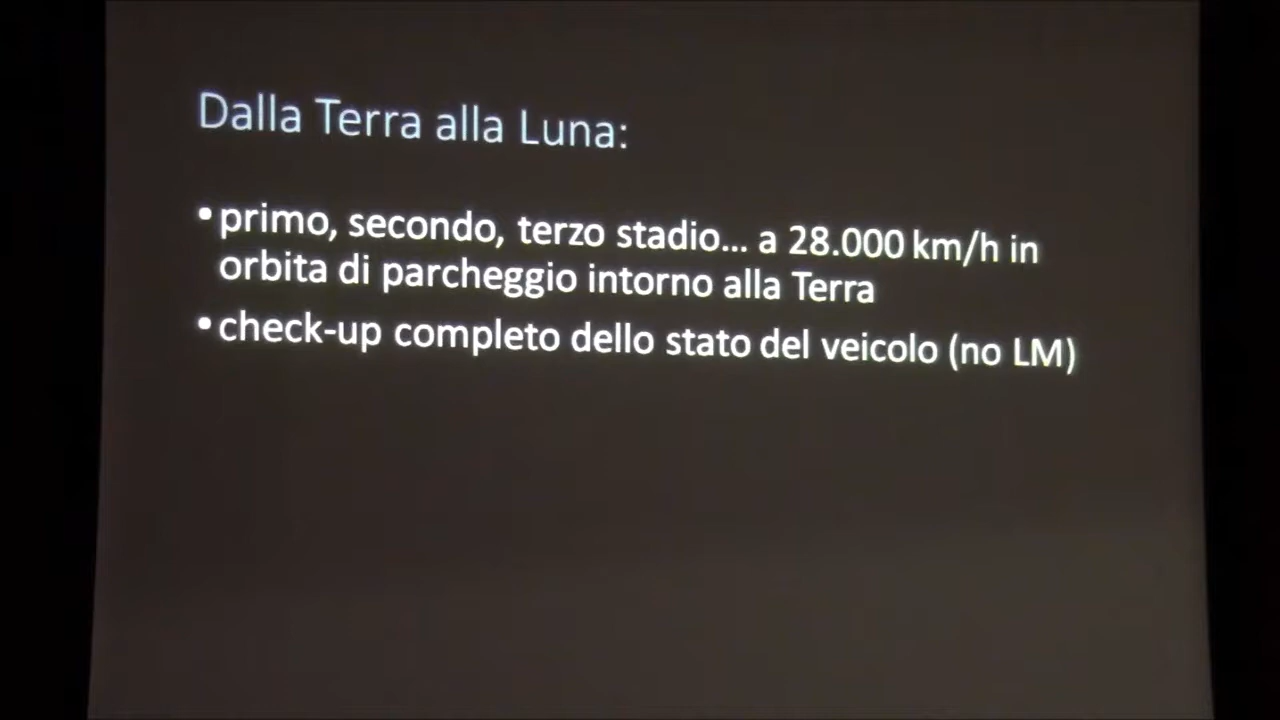 Dalla Terra alla Luna:
• primo, secondo, terzo stadio... a 28.000 km/h in
orbita di parcheggio intorno alla Terra
• check-up completo dello stato del veicolo (no LM)